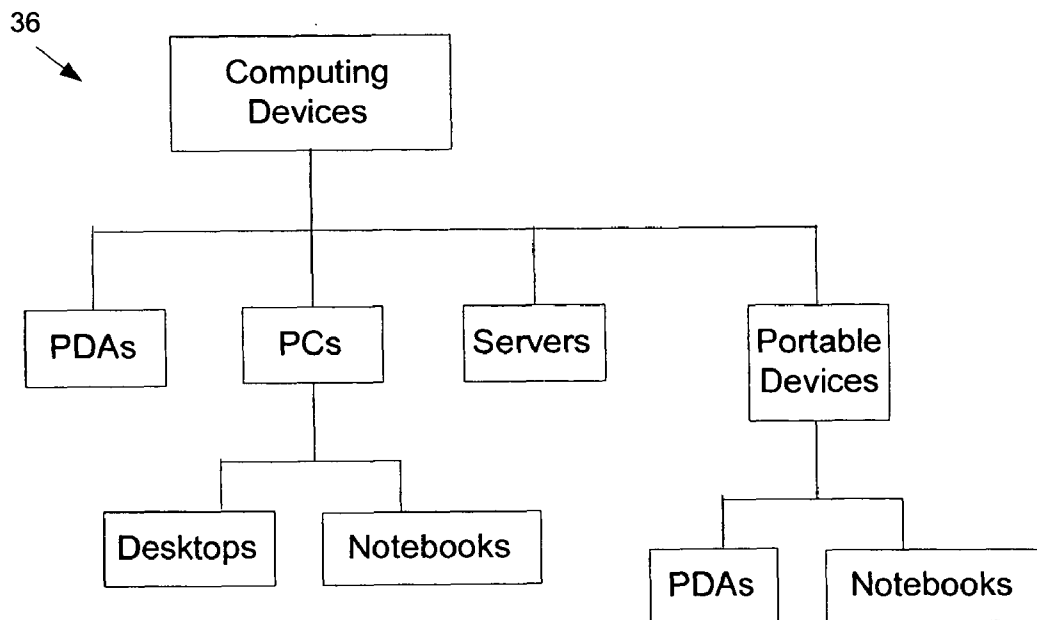 36
Computing
Devices
PDAs
PCs
Servers
Portable
Devices
Desktops
Notebooks
PDAs
Notebooks